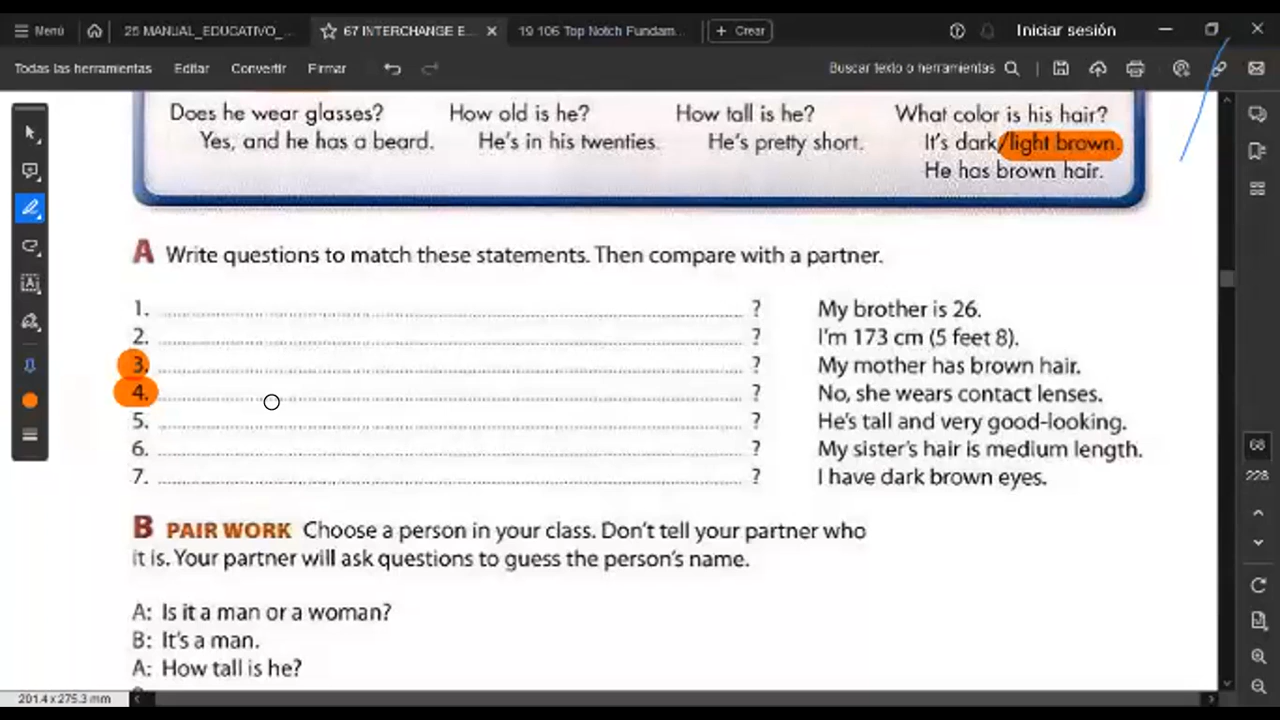 Menú 25 MANUAL_EDUCATIVO_... 67 INTERCHANGE E... 19 106 Top Notch Fundam... + Crear Iniciar sesión
Todas las herramientas Editar Convertir Firmar Buscar texto o herramientas
Does he wear glasses? How old is he? How tall is he? What color is his hair?
Yes, and he has a beard. He's in his twenties. He's pretty short. It's dark/light brown.
He has brown hair.
A Write questions to match these statements. Then compare with a partner.
1. ? My brother is 26.
2. ? I'm 173 cm (5 feet 8).
3. ? My mother has brown hair.
4. ? No, she wears contact lenses.
5. ? He's tall and very good-looking.
6. ? My sister's hair is medium length.
7. ? I have dark brown eyes.
68
228
B PAIR WORK Choose a person in your class. Don't tell your partner who
it is. Your partner will ask questions to guess the person's name.
A: Is it a man or a woman?
B: It's a man.
A: How tall is he?
201.4 x 275.3 mm